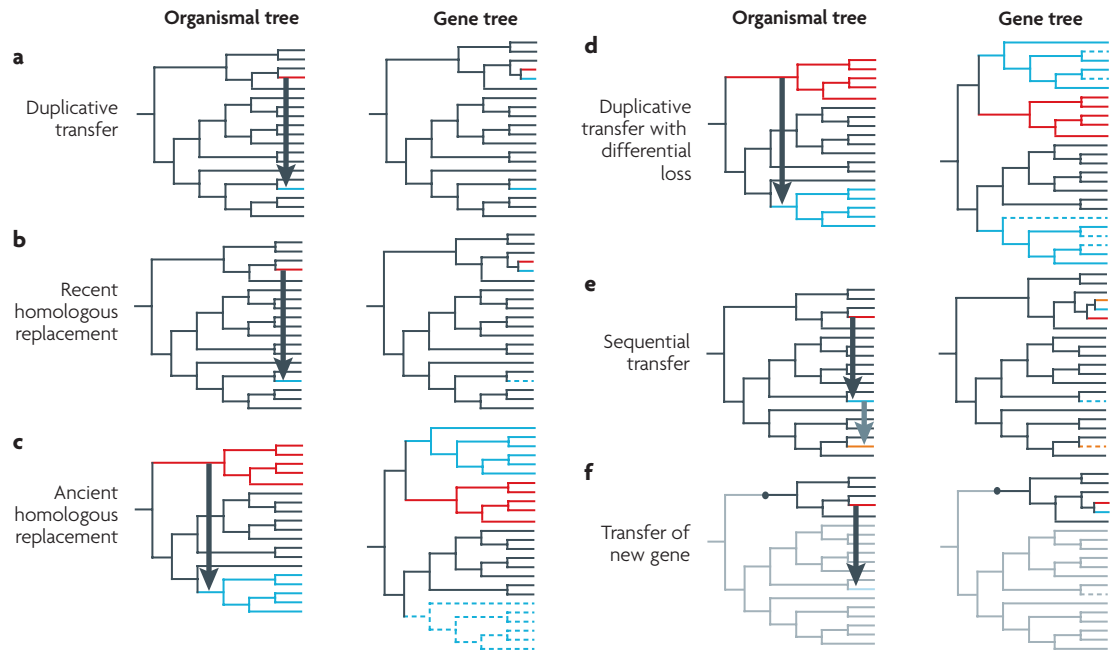 Organismal tree
Gene tree
a
Duplicative
transfer
b
Recent
homologous
replacement
c
Ancient
homologous
replacement
Organismal tree
Gene tree
d
Duplicative
transfer with
differential
loss
e
Sequential
transfer
f
Transfer of
new gene